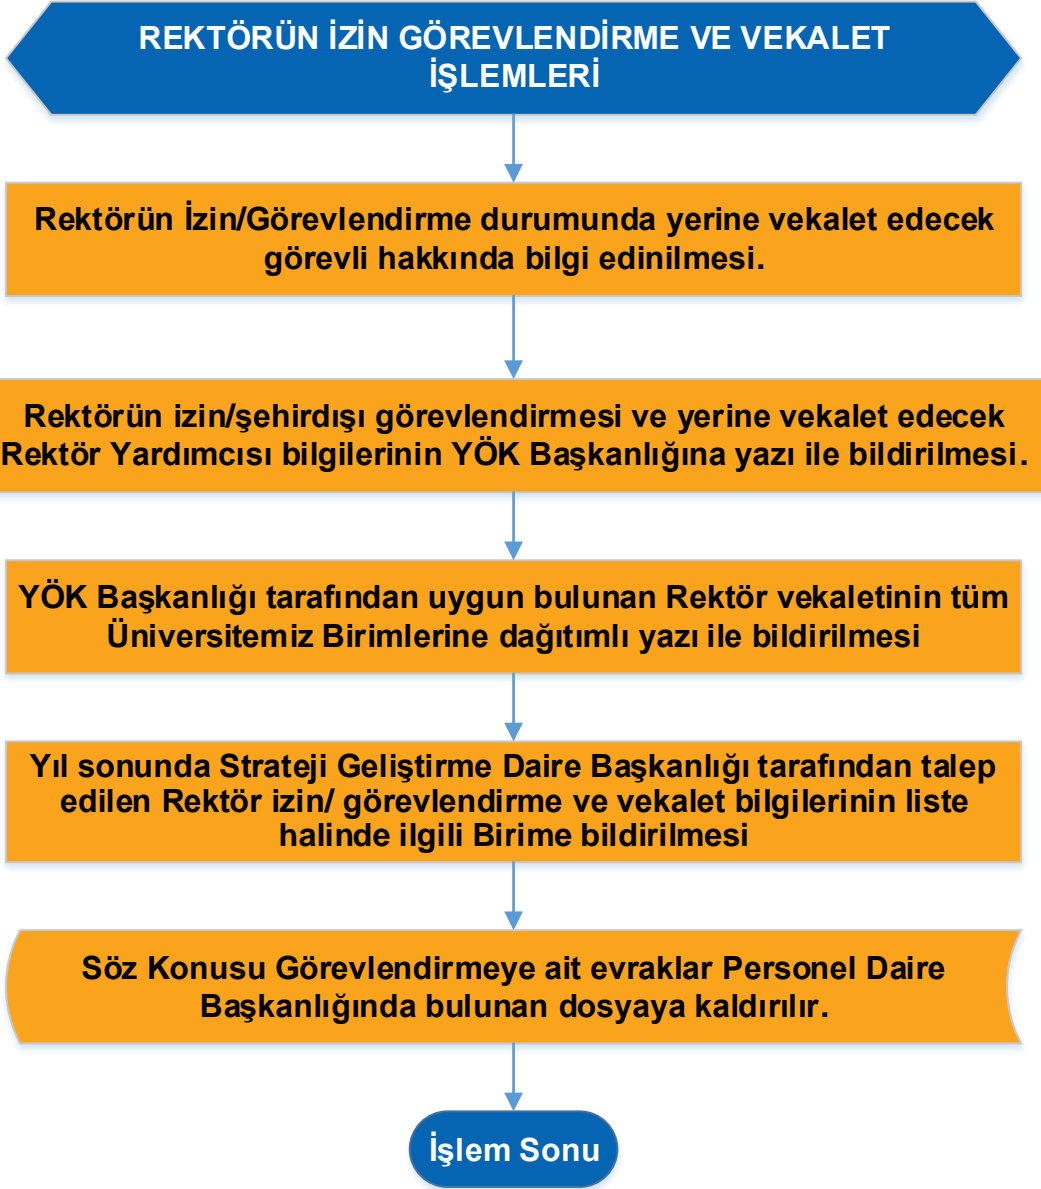 REKTÖRÜN İZİN GÖREVLENDİRME VE VEKALET
İŞLEMLERİ
Rektörün İzin/Görevlendirme durumunda yerine vekalet edecek
görevli hakkında bilgi edinilmesi.
Rektörün izin/şehirdışı görevlendirmesi ve yerine vekalet edecek
Rektör Yardımcısı bilgilerinin YÖK Başkanlığına yazı ile bildirilmesi.
YÖK Başkanlığı tarafından uygun bulunan Rektör vekaletinin tüm
Üniversitemiz Birimlerine dağıtımlı yazı ile bildirilmesi
Yıl sonunda Strateji Geliştirme Daire Başkanlığı tarafından talep
edilen Rektör izin/ görevlendirme ve vekalet bilgilerinin liste
halinde ilgili Birime bildirilmesi
Söz Konusu Görevlendirmeye ait evraklar Personel Daire
Başkanlığında bulunan dosyaya kaldırılır.
İşlem Sonu